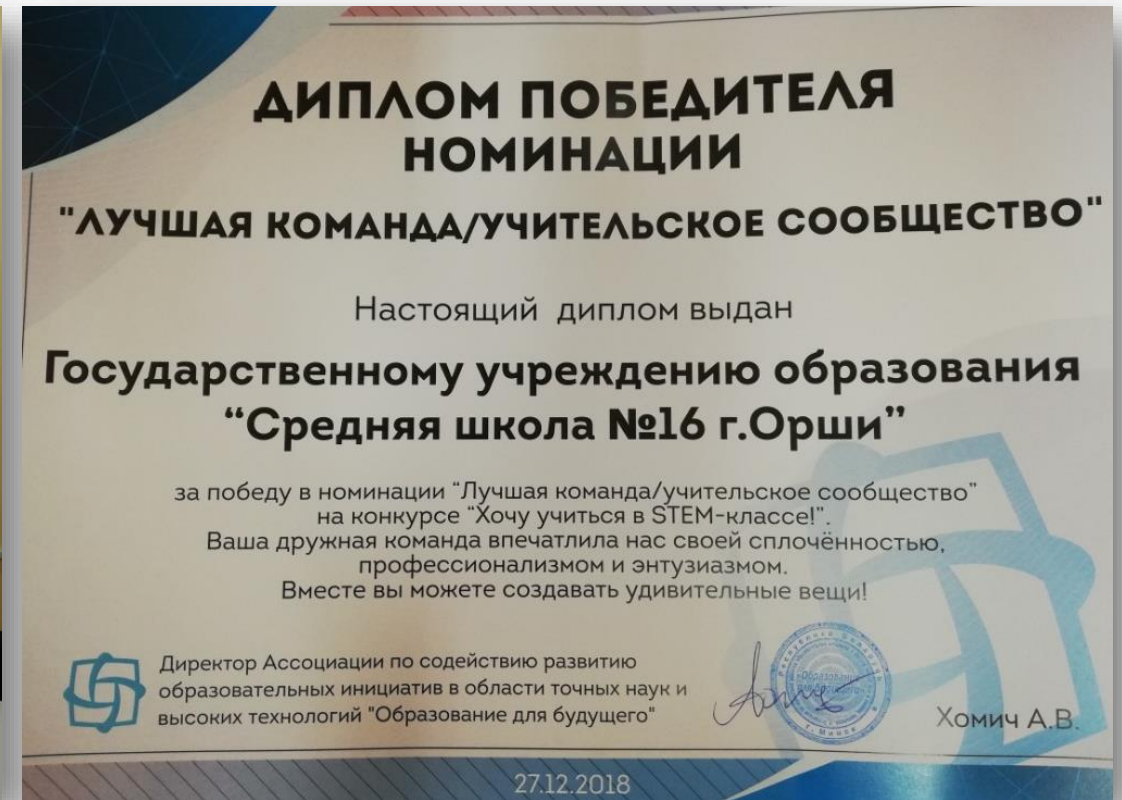 ДИПЛОМ ПОБЕДИТЕЛЯ
НОМИНАЦИИ
"ЛУЧШАЯ КОМАНДА/УЧИТЕЛЬСКОЕ СООБЩЕСТВО"
Настоящий диплом выдан
Государственному учреждению образования
“Средняя школа №16 г.Орши”
за победу в номинации “Лучшая команда/учительское сообщество”
на конкурсе “Хочу учиться в STEM-классе!”.
Ваша дружная команда впечатлила нас своей сплочённостью,
профессионализмом и энтузиазмом.
Вместе вы можете создавать удивительные вещи!
Директор Ассоциации по содействию развитию
образовательных инициатив в области точных наук и
высоких технологий "Образование для будущего"
Хомич А.В.
27.12.2018